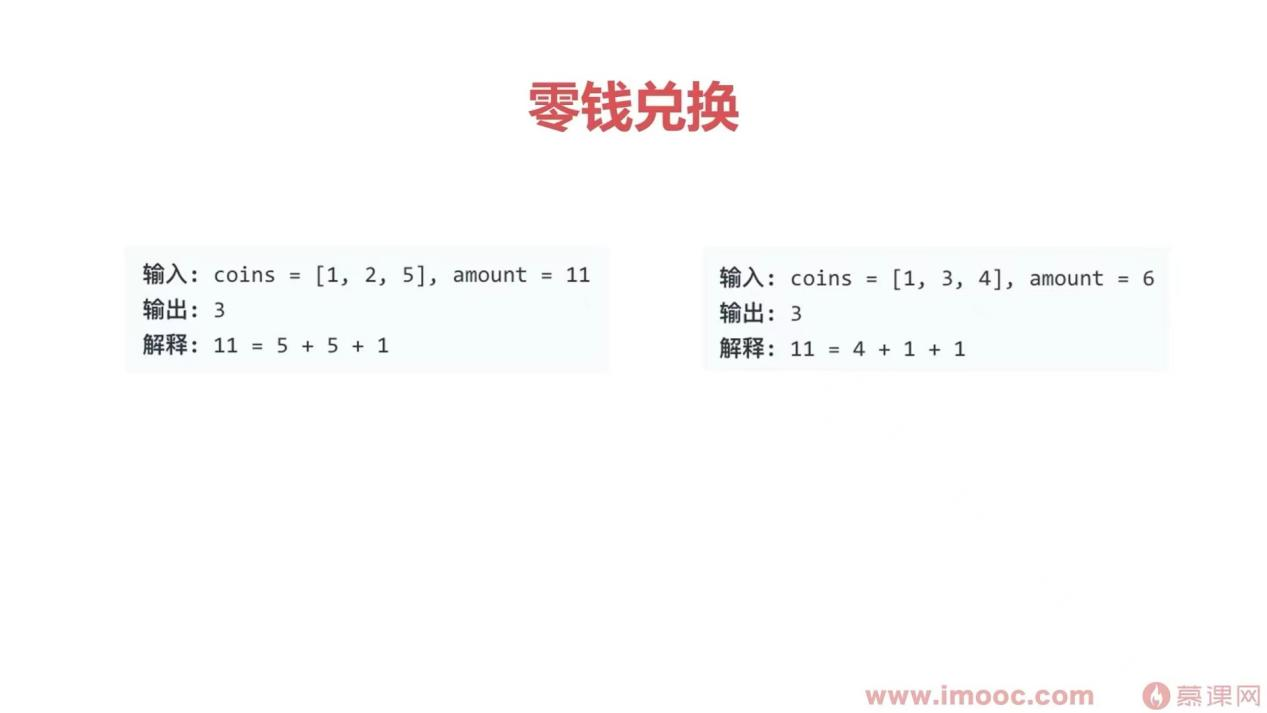 零钱兑换
输入: coins = [1, 2, 5], amount = 11
输出: 3
解释: 11 = 5 + 5 + 1
输入: coins = [1, 3, 4], amount = 6
输出: 3
解释: 11 = 4 + 1 + 1
www.imooc.com 慕课网